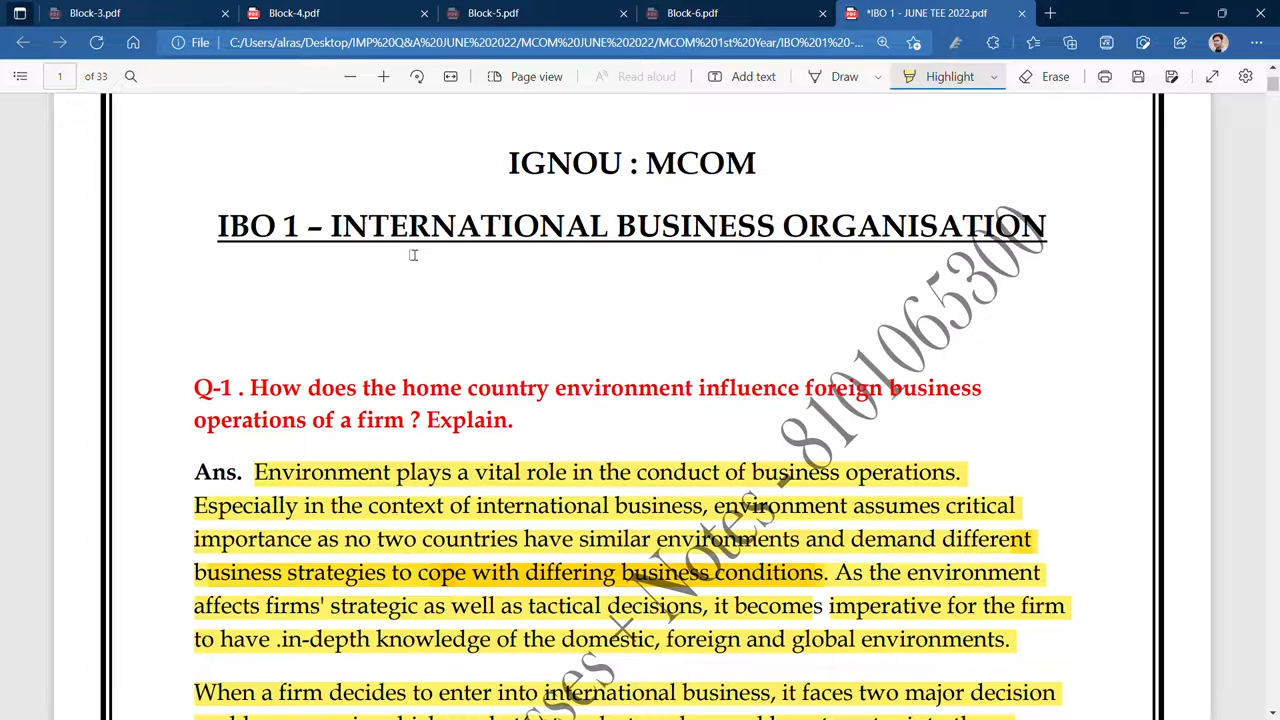 Block-3.pdf
Block-4.pdf
Block-5.pdf
Block-6.pdf
*IBO 1 - JUNE TEE 2022.pdf
File
C:/Users/alras/Desktop/IMP%20Q&A%20JUNE%202022/MCOM%20JUNE%202022/MCOM%201st%20Year/IBO%201%20-...
1 of 33
Page view
Read aloud
Add text
Draw
Highlight
Erase
IGNOU : MCOM
IBO 1 – INTERNATIONAL BUSINESS ORGANISATION
Q-1 . How does the home country environment influence foreign business
operations of a firm ? Explain.
Ans. Environment plays a vital role in the conduct of business operations.
Especially in the context of international business, environment assumes critical
importance as no two countries have similar environments and demand different
business strategies to cope with differing business conditions. As the environment
affects firms' strategic as well as tactical decisions, it becomes imperative for the firm
to have .in-depth knowledge of the domestic, foreign and global environments.
When a firm decides to enter into international business, it faces two major decision
+ Notes - 8101065300